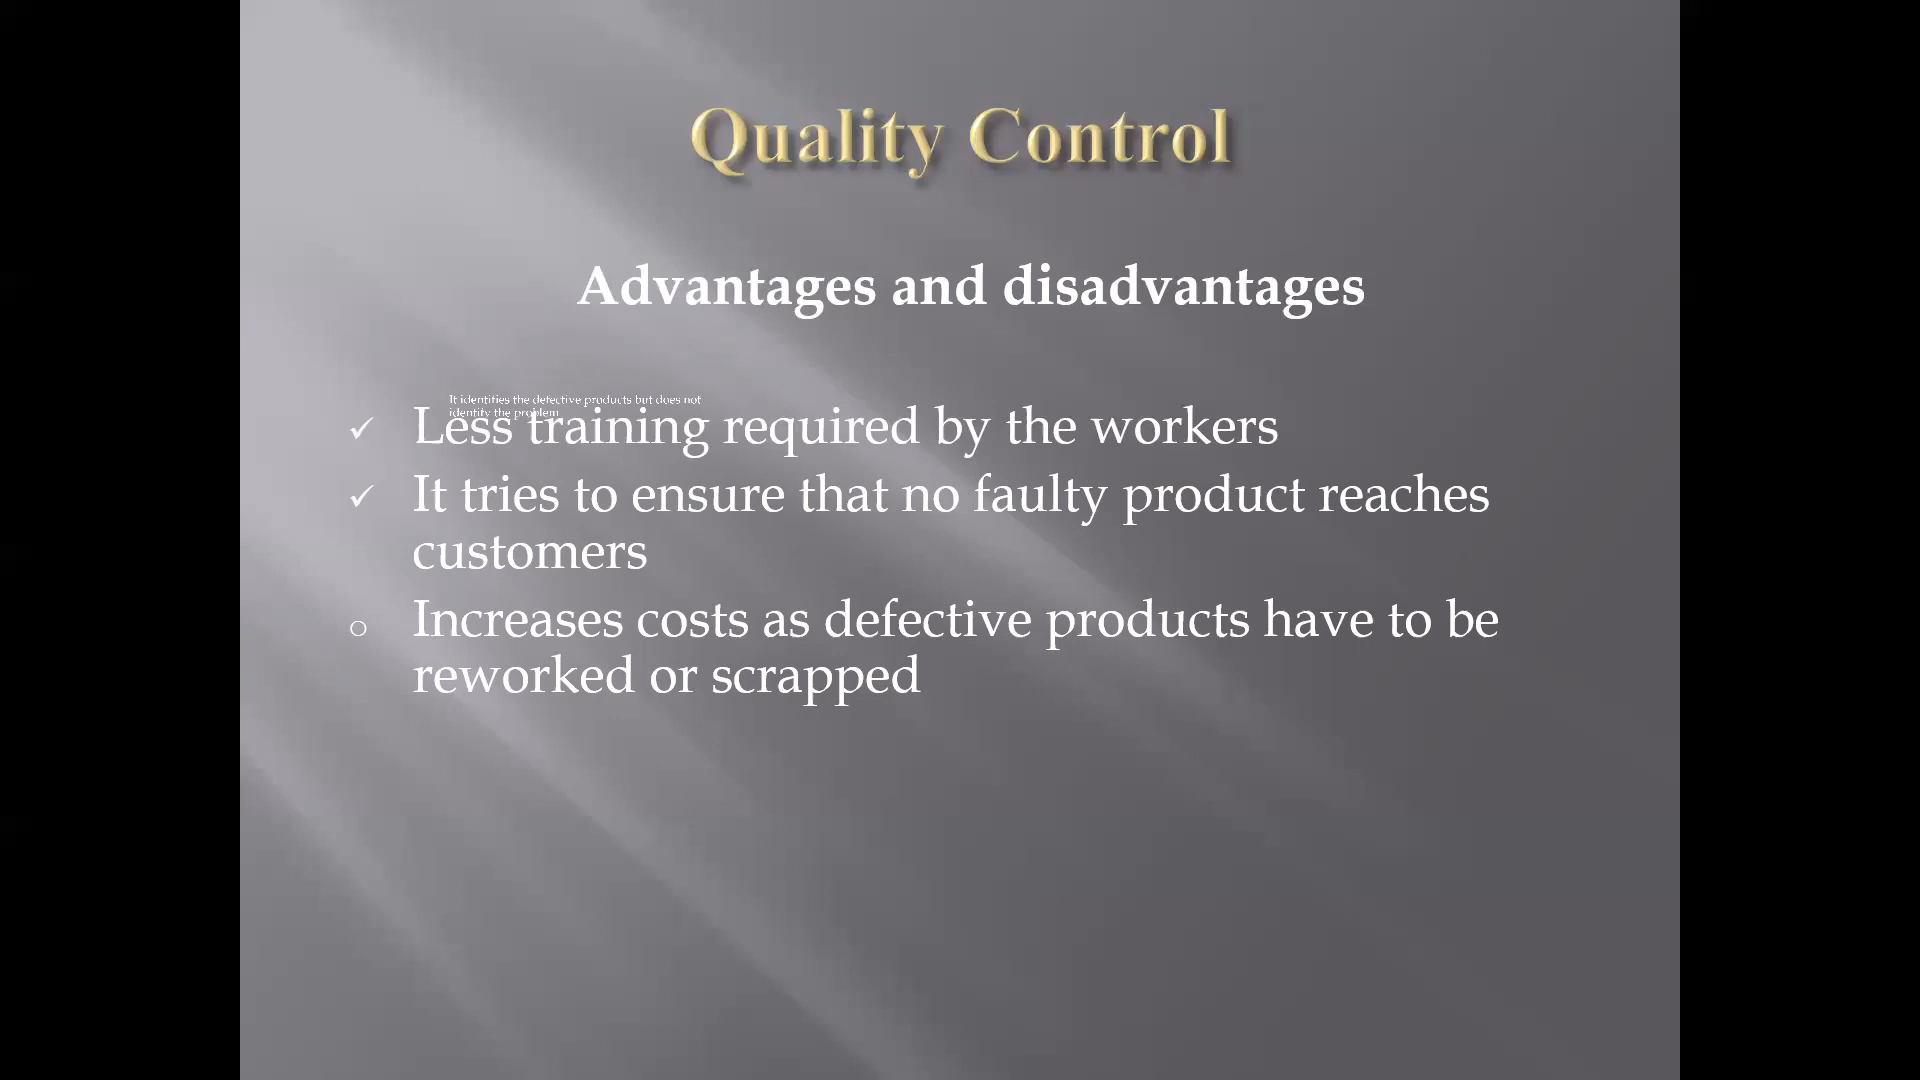 Quality Control
Advantages and disadvantages
It identifies the defective products but does not
identify the problem
✓ Less training required by the workers
✓ It tries to ensure that no faulty product reaches
customers
o Increases costs as defective products have to be
reworked or scrapped